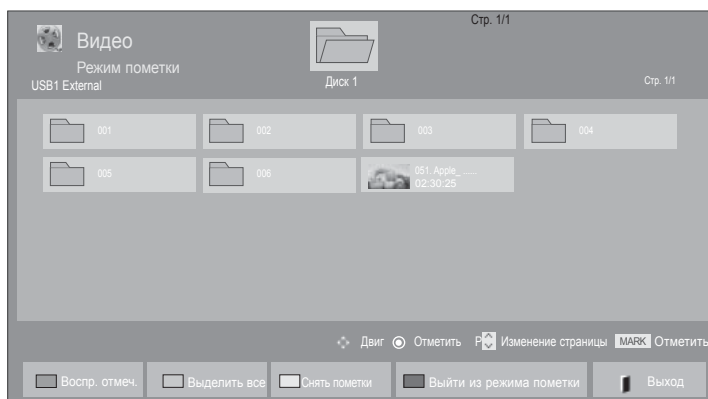 Стр. 1/1
Видео
Режим пометки
USB1 External
Диск 1
Стр. 1/1
001
002
003
004
005
006
051. Apple_ ......
02:30:25
Двиг
Отметить
P Изменение страницы
MARK Отметить
Воспр. отмеч.
Выделить все
Снять пометки
Выйти из режима пометки
Выход